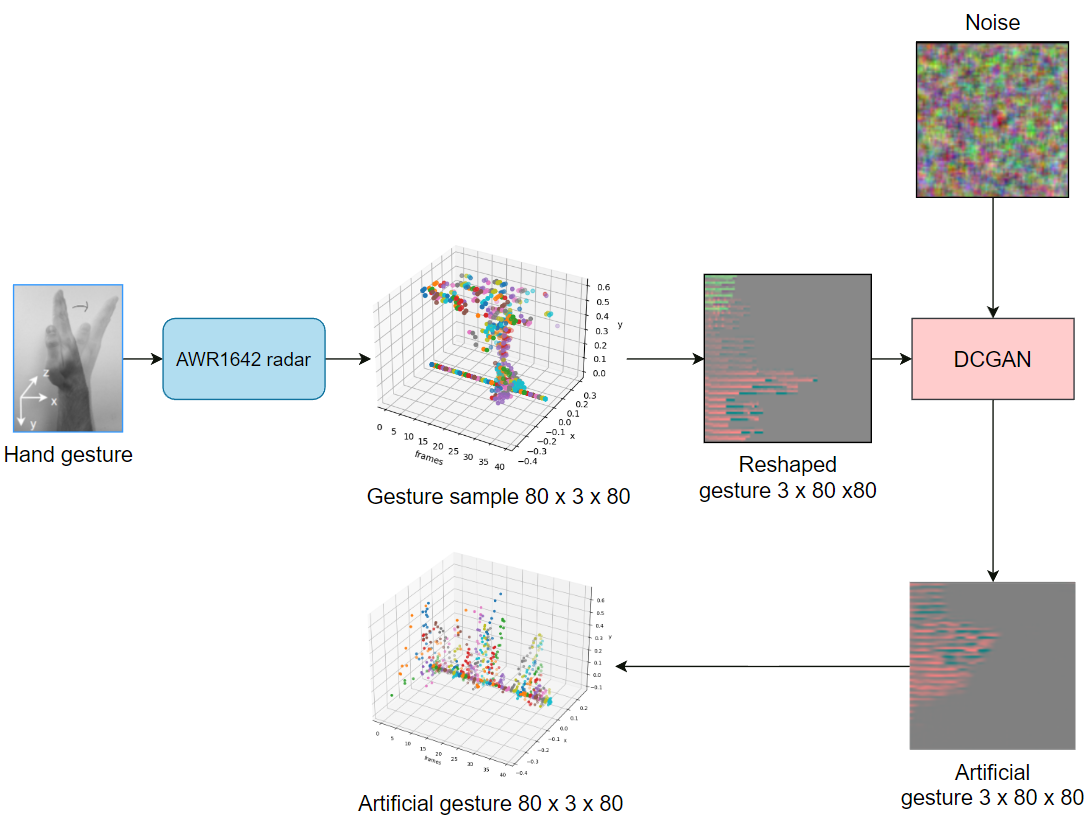 Noise
z
x
y
Hand gesture
AWR1642 radar
0.6
0.5
0.4
0.3
0.2
0.1
0.0
y
0.3
0.2
0.1
0.0
−0.1
−0.2
−0.3
−0.4
x
0 5 10 15 20 25 30 35 40
frames
Gesture sample 80 x 3 x 80
Reshaped
gesture 3 x 80 x80
DCGAN
0.6
0.5
0.4
0.3
0.2
0.1
0.0
−0.1
y
0.2
0.1
0.0
−0.1
−0.2
−0.3
−0.4
x
0 5 10 15 20 25 30 35 40
frames
Artificial gesture 80 x 3 x 80
Artificial
gesture 3 x 80 x 80